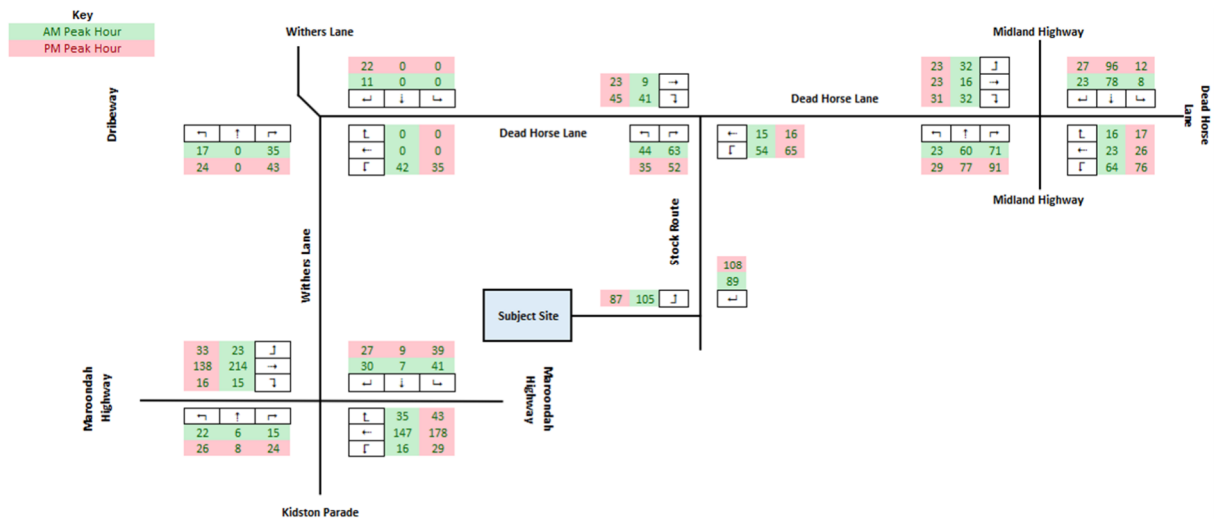 Key
AM Peak Hour
PM Peak Hour
Withers Lane
Midland Highway
22 0 0
11 0 0
↵ ↓ ↳
23 9 →
45 41 ↴
23 32 ⅃
23 16 →
31 32 ↴
27 96 12
23 78 8
↵ ↓ ↳
Dribeway
Dead Horse Lane
Dead Hosre
Lane
Dead Horse Lane
↰ ↑ ↱
17 0 35
24 0 43
t 0 0
← 0 0
Γ 42 35
↰ ↱
44 63
35 52
← 15 16
Γ 54 65
↰ ↑ ↱
23 60 71
29 77 91
t 16 17
← 23 26
Γ 64 76
Midland Highway
Withers Lane
Stock Route
108
89
↵
87 105 ⅃
Subject Site
33 23 ⅃
138 214 →
16 15 ↴
27 9 39
30 7 41
↵ ↓ ↳
Maroondah
Highway
Maroondah
Highway
↰ ↑ ↱
22 6 15
26 8 24
t 35 43
← 147 178
Γ 16 29
Kidston Parade